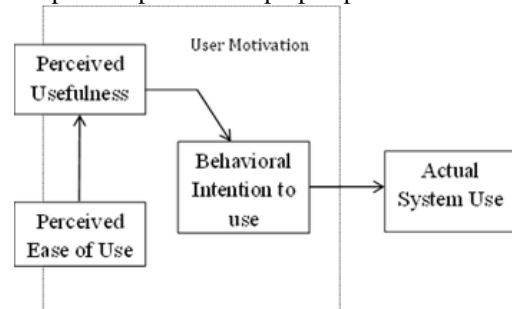 User Motivation
Perceived
Usefulness
Behavioral
Intention to
use
Actual
System Use
Perceived
Ease of Use